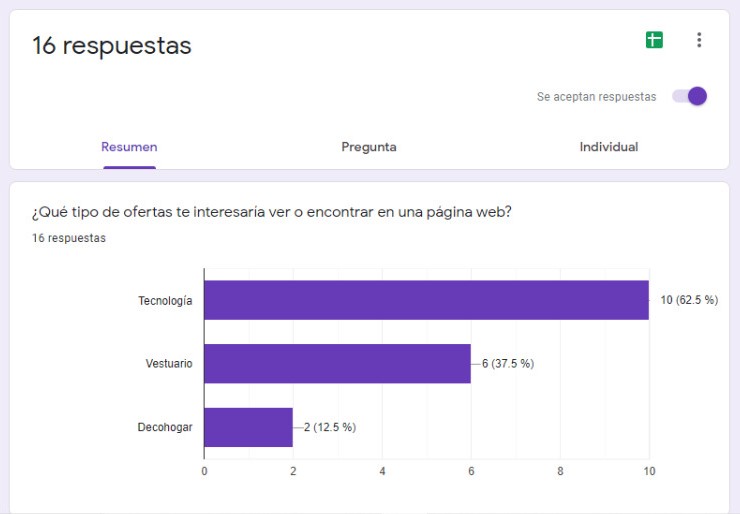 16 respuestas
Se aceptan respuestas
Resumen Pregunta Individual
¿Qué tipo de ofertas te interesaría ver o encontrar en una página web?
16 respuestas
Tecnología 10 (62.5 %)
Vestuario 6 (37.5 %)
Decohogar 2 (12.5 %)
0 2 4 6 8 10